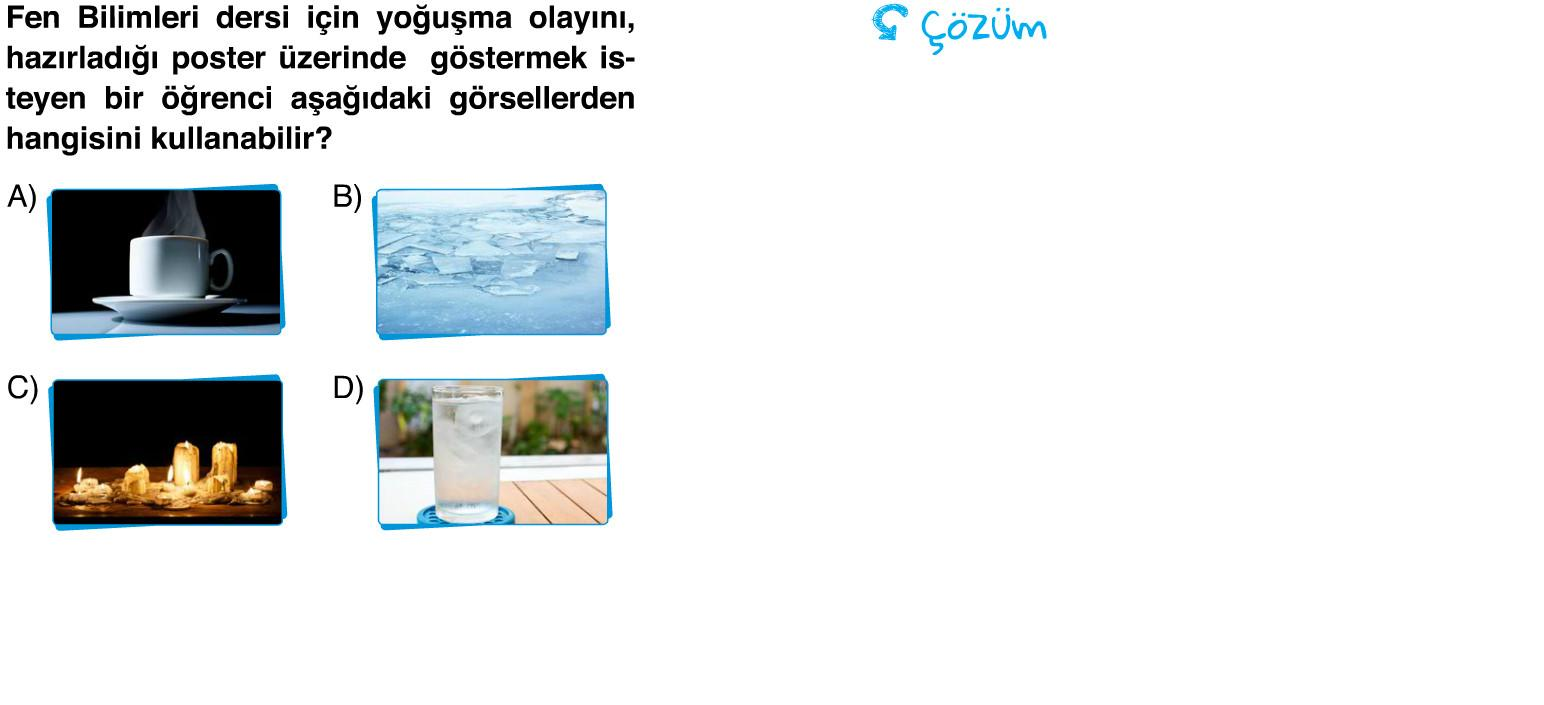 Fen Bilimleri dersi için yoğuşma olayını,
hazırladığı poster üzerinde göstermek is-
teyen bir öğrenci aşağıdaki görsellerden
hangisini kullanabilir?
A)
B)
C)
D)
Çözüm